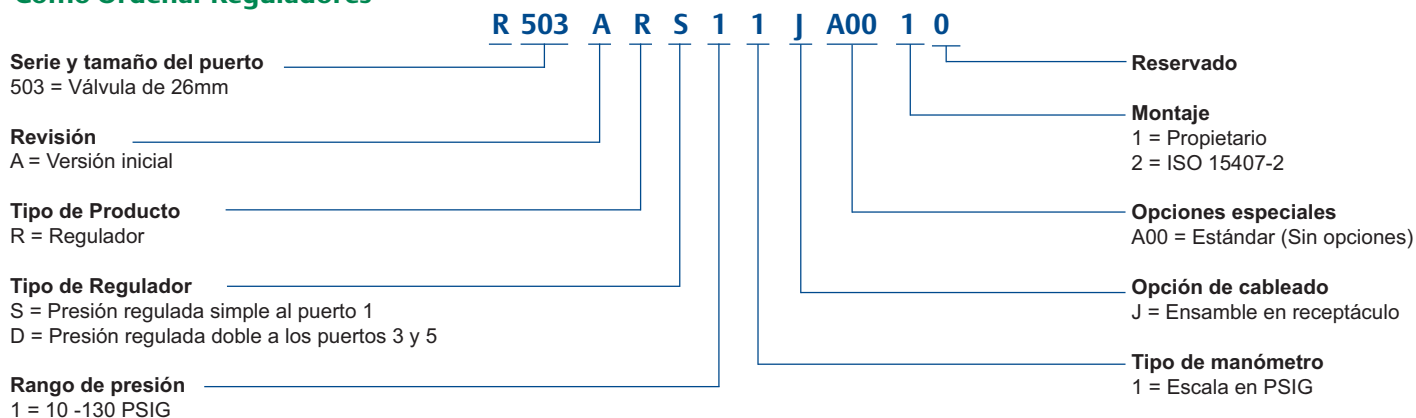 Cómo Ordenar Reguladores
R 503 A R S 1 1 J A00 1 0
Serie y tamaño del puerto
503 = Válvula de 26mm
Revisión
A = Versión inicial
Tipo de Producto
R = Regulador
Tipo de Regulador
S = Presión regulada simple al puerto 1
D = Presión regulada doble a los puertos 3 y 5
Rango de presión
1 = 10 -130 PSIG
Reservado
Montaje
1 = Propietario
2 = ISO 15407-2
Opciones especiales
A00 = Estándar (Sin opciones)
Opción de cableado
J = Ensamble en receptáculo
Tipo de manómetro
1 = Escala en PSIG